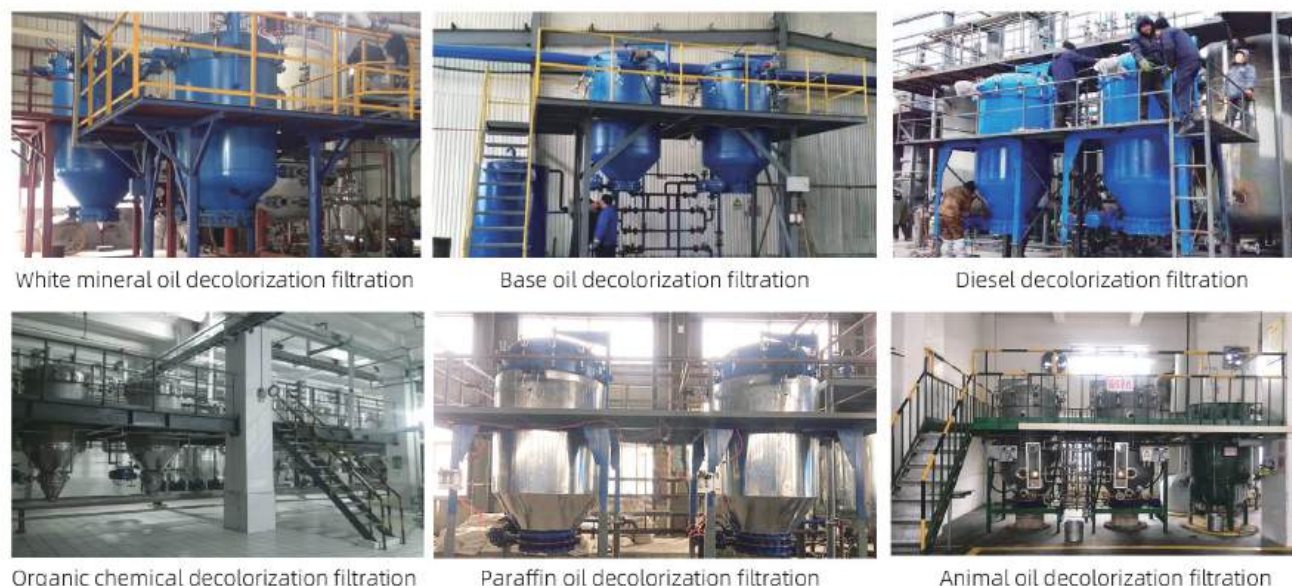 White mineral oil decolorization filtration
Base oil decolorization filtration
Diesel decolorization filtration
Organic chemical decolorization filtration
Paraffin oil decolorization filtration
Animal oil decolorization filtration